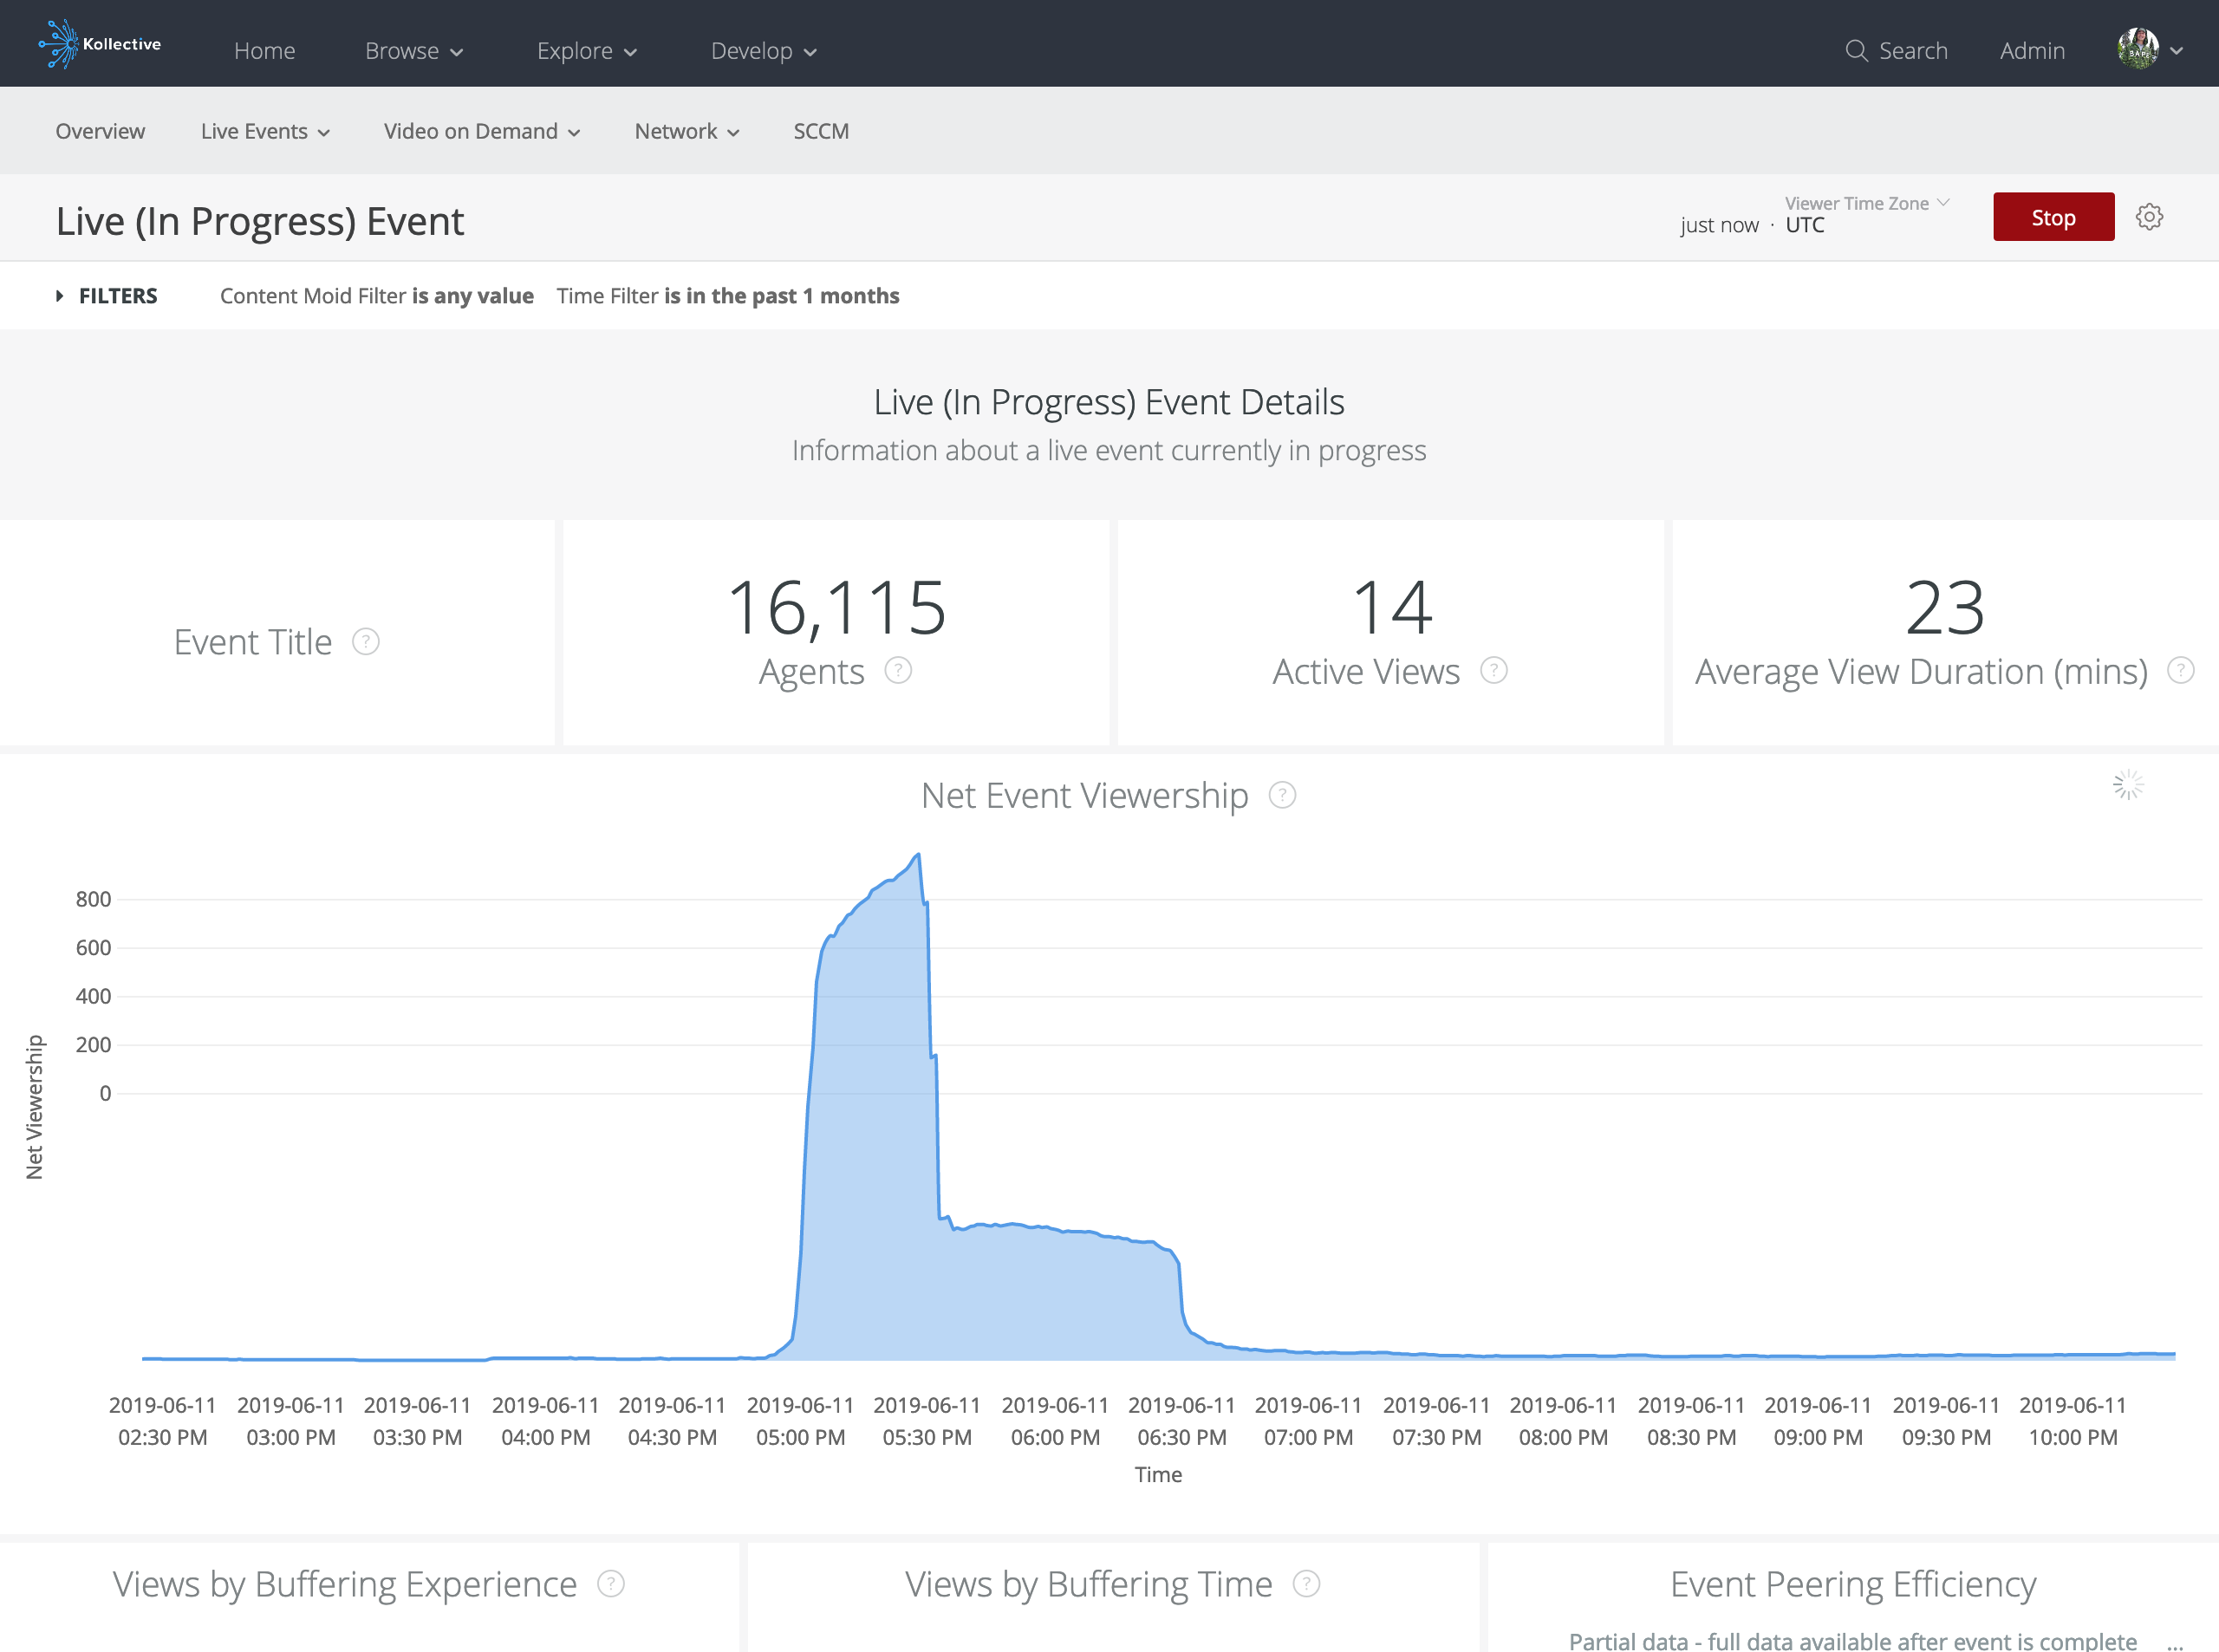 Kollective Home Browse Explore Develop Search Admin
Overview Live Events Video on Demand Network SCCM
Live (In Progress) Event
Viewer Time Zone
just now · UTC
Stop
FILTERS Content Moid Filter is any value Time Filter is in the past 1 months
Live (In Progress) Event Details
Information about a live event currently in progress
Event Title ?
16,115
Agents ?
14
Active Views ?
23
Average View Duration (mins) ?
Net Event Viewership ?
800
600
400
200
0
Net Viewership
2019-06-11 2019-06-11 2019-06-11 2019-06-11 2019-06-11 2019-06-11 2019-06-11 2019-06-11 2019-06-11 2019-06-11 2019-06-11 2019-06-11 2019-06-11 2019-06-11 2019-06-11 2019-06-11
02:30 PM 03:00 PM 03:30 PM 04:00 PM 04:30 PM 05:00 PM 05:30 PM 06:00 PM 06:30 PM 07:00 PM 07:30 PM 08:00 PM 08:30 PM 09:00 PM 09:30 PM 10:00 PM
Time
Views by Buffering Experience ?
Views by Buffering Time ?
Event Peering Efficiency
Partial data - full data available after event is complete ...